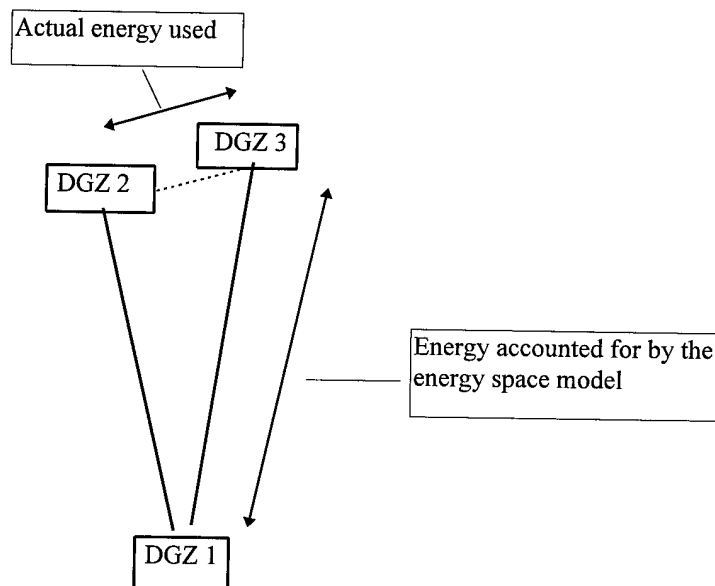 Actual energy used
DGZ 3
DGZ 2
Energy accounted for by the
energy space model
DGZ 1